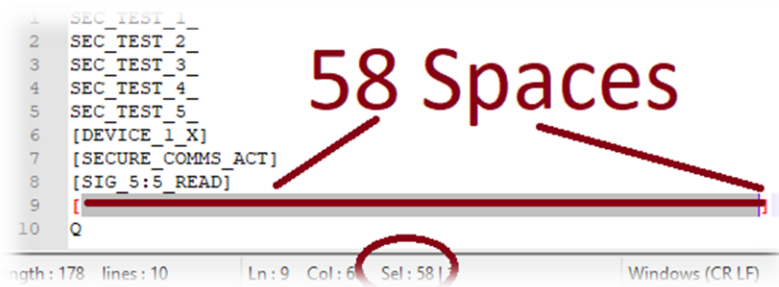 1 SEC_TEST_1_
2 SEC_TEST_2_
3 SEC_TEST_3_
4 SEC_TEST_4_
5 SEC_TEST_5_
6 [DEVICE_1_X]
7 [SECURE_COMMS_ACT]
8 [SIG_5:5_READ]
9 [ ]
10 Q
58 Spaces
ngth : 178 lines : 10 Ln : 9 Col : 6 Sel : 58 | Windows (CR LF)